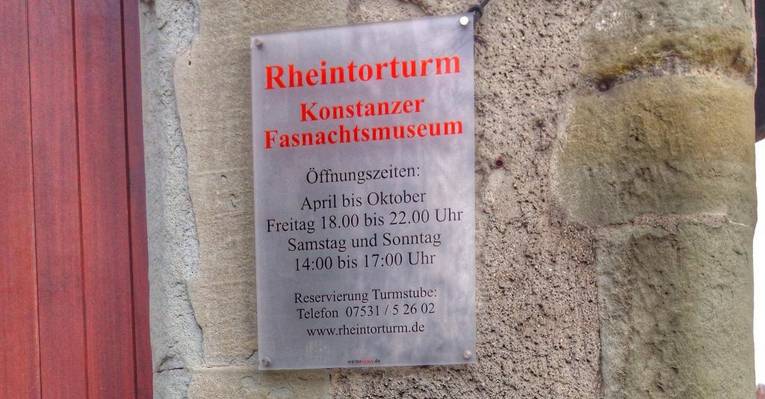 Rheintorturm
Konstanzer
Fasnachtsmuseum
Öffnungszeiten:
April bis Oktober
Freitag 18.00 bis 22.00 Uhr
Samstag und Sonntag
14:00 bis 17:00 Uhr
Reservierung Turmstube:
Telefon 07531 / 5 26 02
www.rheintorturm.de